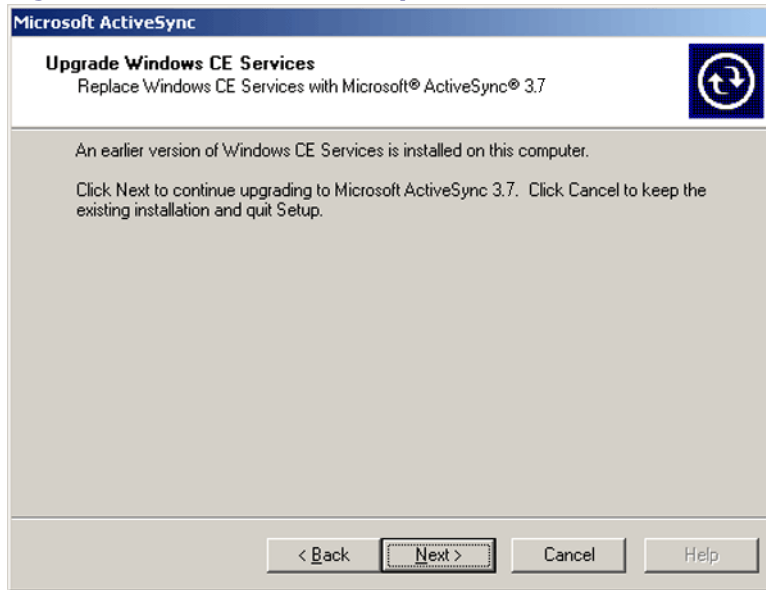 Microsoft ActiveSync
Upgrade Windows CE Services
Replace Windows CE Services with Microsoft® ActiveSync® 3.7
An earlier version of Windows CE Services is installed on this computer.
Click Next to continue upgrading to Microsoft ActiveSync 3.7. Click Cancel to keep the
existing installation and quit Setup.
< Back
Next >
Cancel
Help